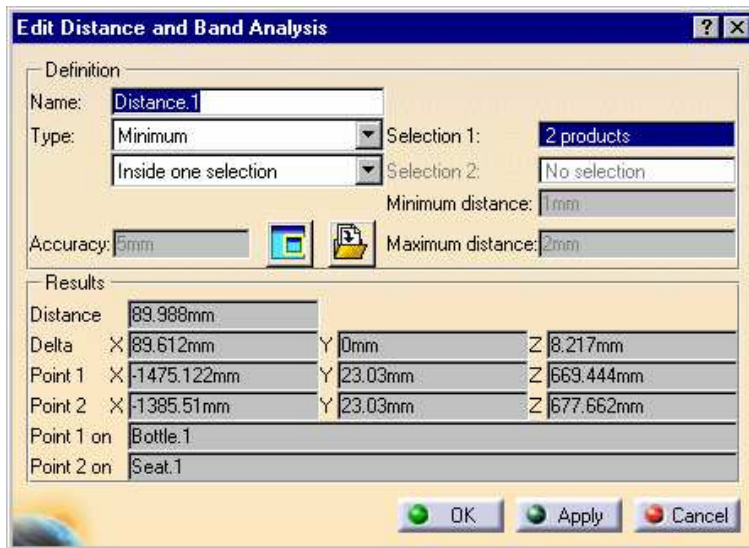 Edit Distance and Band Analysis ? ×
Definition
Name: Distance.1
Type: Minimum Selection 1: 2 products
Inside one selection Selection 2: No selection
Minimum distance: 1mm
Accuracy: 5mm Maximum distance: 2mm
Results
Distance 89.988mm
Delta X 89.612mm Y 0mm Z 8.217mm
Point 1 X -1475.122mm Y 23.03mm Z 669.444mm
Point 2 X -1385.51mm Y 23.03mm Z 677.662mm
Point 1 on Bottle.1
Point 2 on Seat.1
OK Apply Cancel